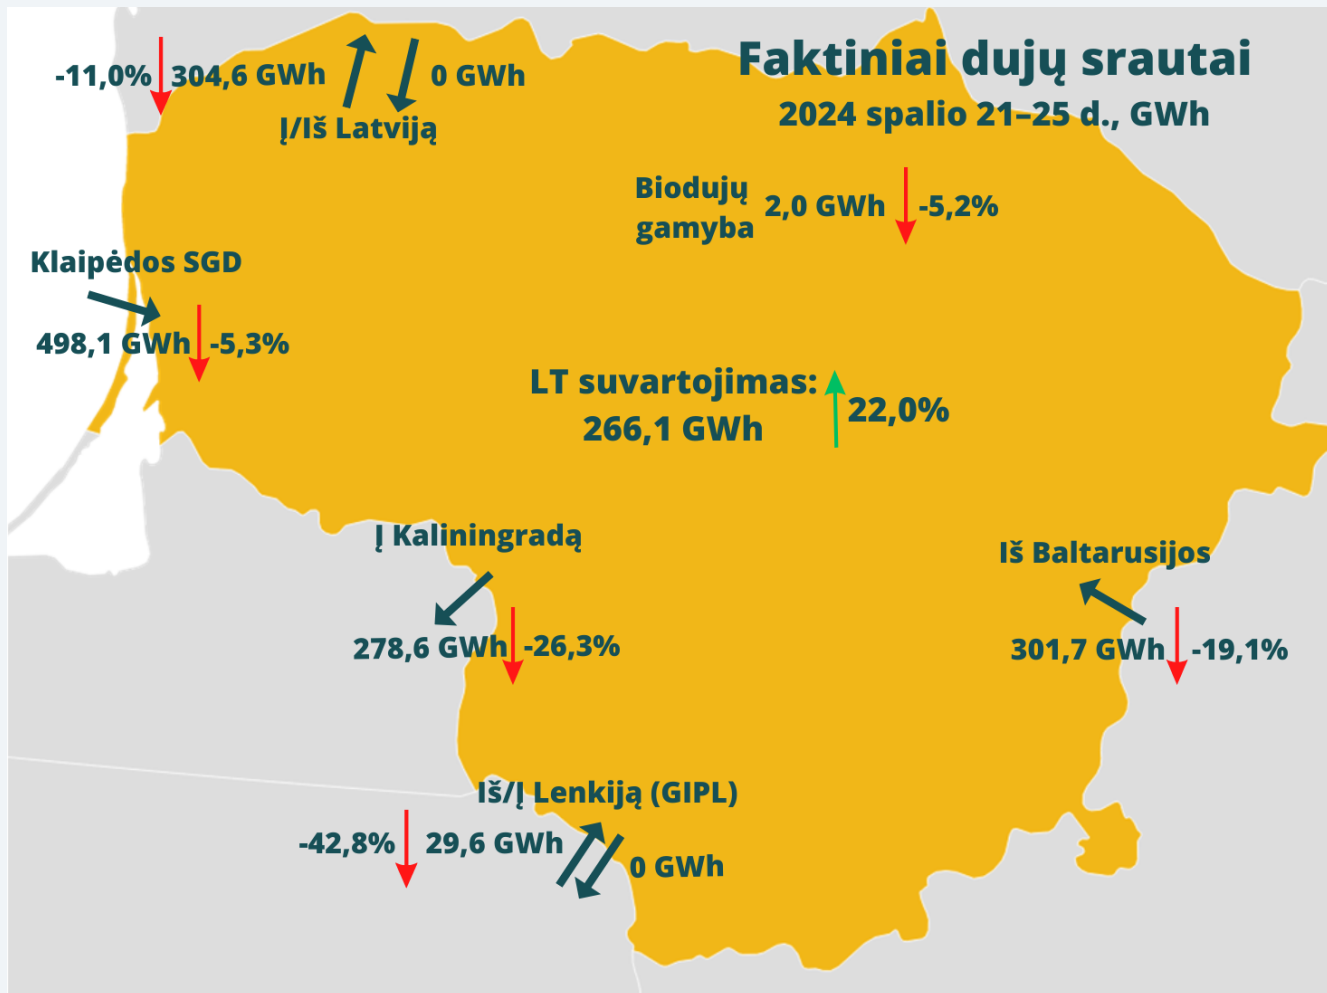 Faktiniai dujų srautai
2024 spalio 21–25 d., GWh
-11,0% 304,6 GWh
0 GWh
Į/Iš Latviją
Biodujų
gamyba
2,0 GWh -5,2%
Klaipėdos SGD
498,1 GWh -5,3%
LT suvartojimas:
266,1 GWh
22,0%
Į Kaliningradą
278,6 GWh -26,3%
Iš Baltarusijos
301,7 GWh -19,1%
Iš/Į Lenkiją (GIPL)
-42,8% 29,6 GWh
0 GWh